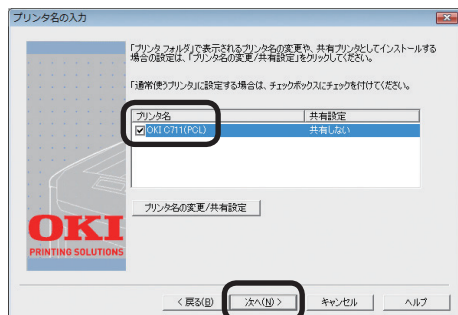 プリンタ名の入力
「プリンタ フォルダ」で表示されるプリンタ名の変更や、共有プリンタとしてインストールする
場合の設定は、「プリンタ名の変更/共有設定」をクリックしてください。
「通常使うプリンタ」に設定する場合は、チェックボックスにチェックを付けてください。
プリンタ名 共有設定
OKI C711(PCL) 共有しない
プリンタ名の変更/共有設定
OKI
PRINTING SOLUTIONS
< 戻る(B) 次へ(N) > キャンセル ヘルプ